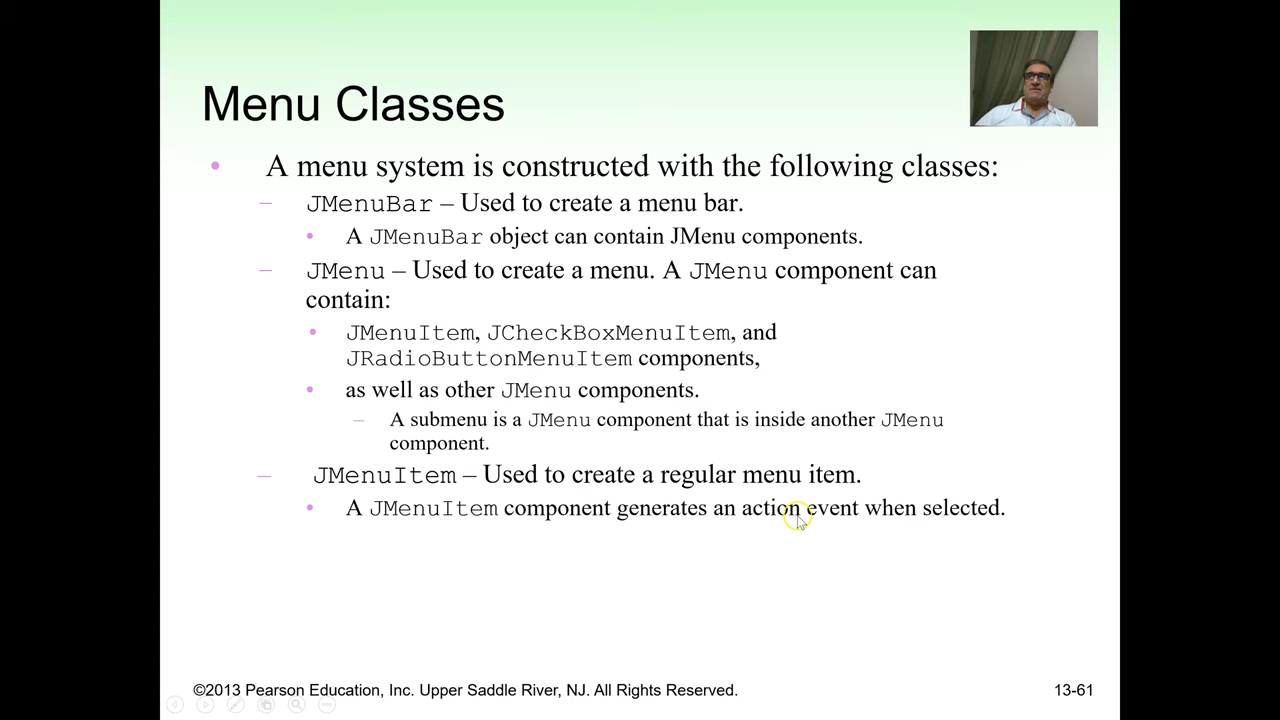 Menu Classes
• A menu system is constructed with the following classes:
– JMenuBar – Used to create a menu bar.
• A JMenuBar object can contain JMenu components.
– JMenu – Used to create a menu. A JMenu component can
contain:
• JMenuItem, JCheckBoxMenuItem, and
JRadioButtonMenuItem components,
• as well as other JMenu components.
– A submenu is a JMenu component that is inside another JMenu
component.
– JMenuItem – Used to create a regular menu item.
• A JMenuItem component generates an action event when selected.
©2013 Pearson Education, Inc. Upper Saddle River, NJ. All Rights Reserved.
13-61